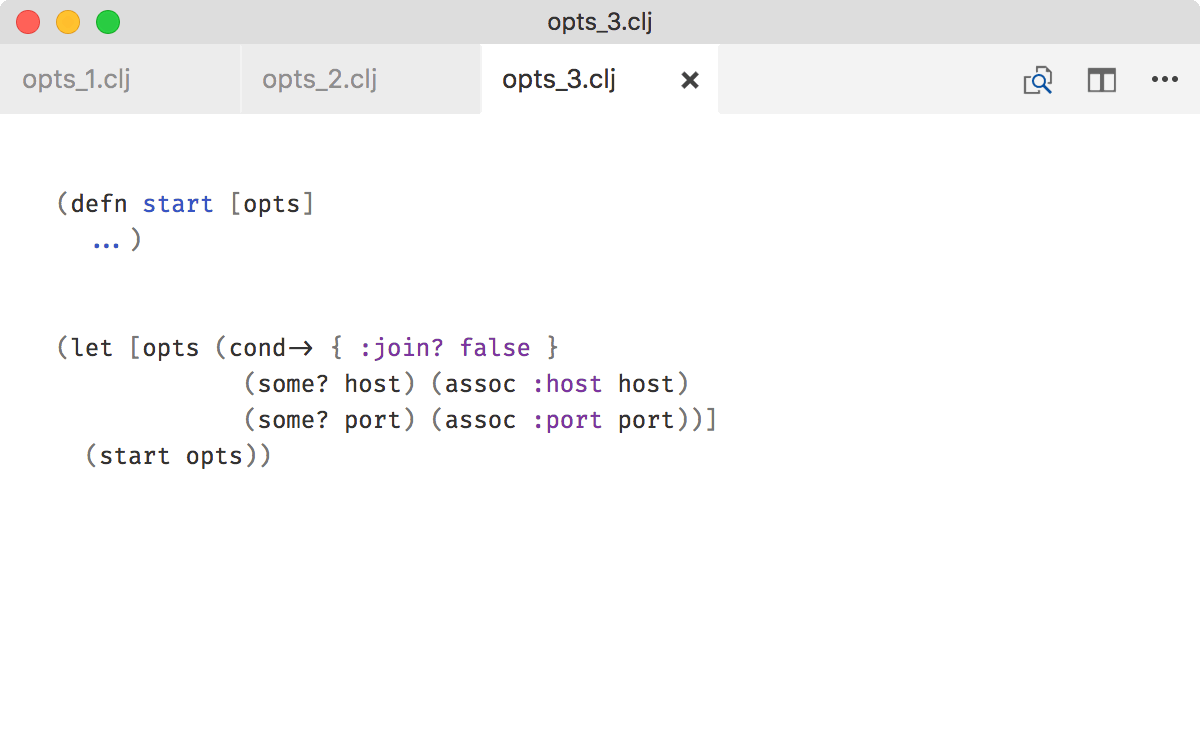 opts_3.clj
opts_1.clj opts_2.clj opts_3.clj
(defn start [opts]
  ... )
(let [opts (cond-> { :join? false }
             (some? host) (assoc :host host)
             (some? port) (assoc :port port))]
  (start opts))